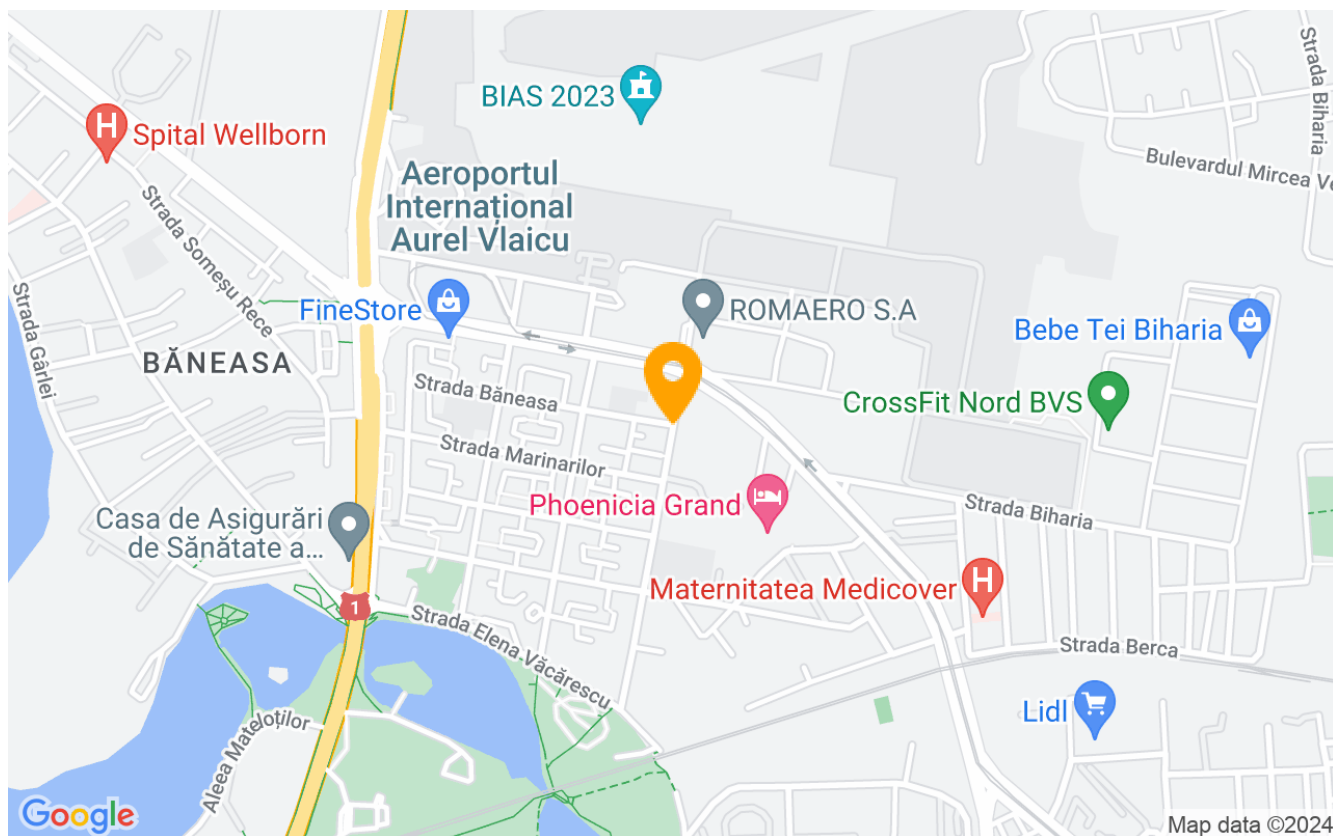 BIAS 2023
Strada Biharia
Spital Wellborn
Bulevardul Mircea Ve
Aeroportul
Internațional
Aurel Vlaicu
Strada Someșu Rece
Strada Gârlei
FineStore
ROMAERO S.A
Bebe Tei Biharia
BĂNEASA
Strada Băneasa
CrossFit Nord BVS
Strada Marinarilor
Phoenicia Grand
Strada Biharia
Casa de Asigurări
de Sănătate a...
Maternitatea Medicover
1
Strada Elena Văcărescu
Strada Berca
Lidl
Aleea Mateloților
Google
Map data ©2024